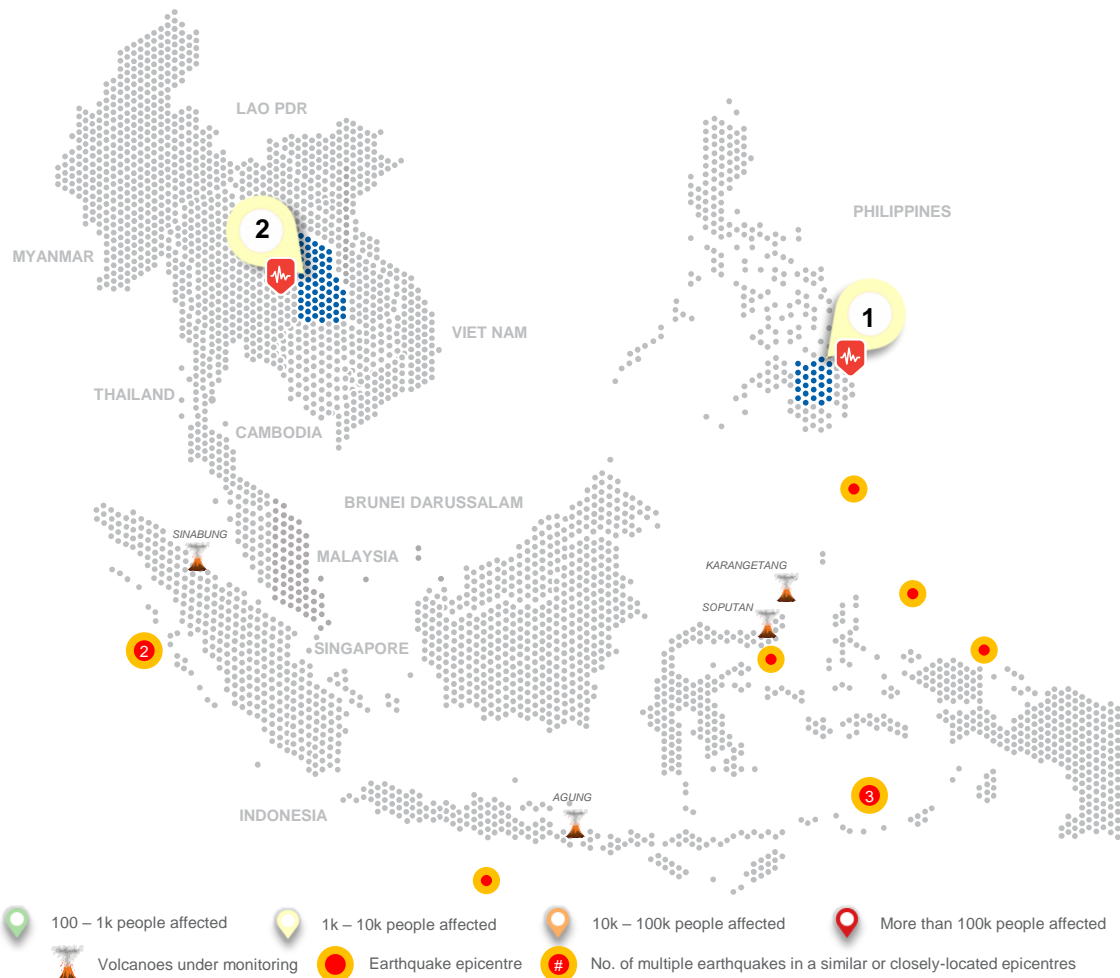 LAO PDR
PHILIPPINES
2
MYANMAR
1
VIET NAM
THAILAND
CAMBODIA
BRUNEI DARUSSALAM
SINABUNG
MALAYSIA
KARANGETANG
SOPUTAN
2
SINGAPORE
AGUNG
3
INDONESIA
100 – 1k people affected
1k – 10k people affected
10k – 100k people affected
More than 100k people affected
Volcanoes under monitoring
Earthquake epicentre
#
No. of multiple earthquakes in a similar or closely-located epicentres